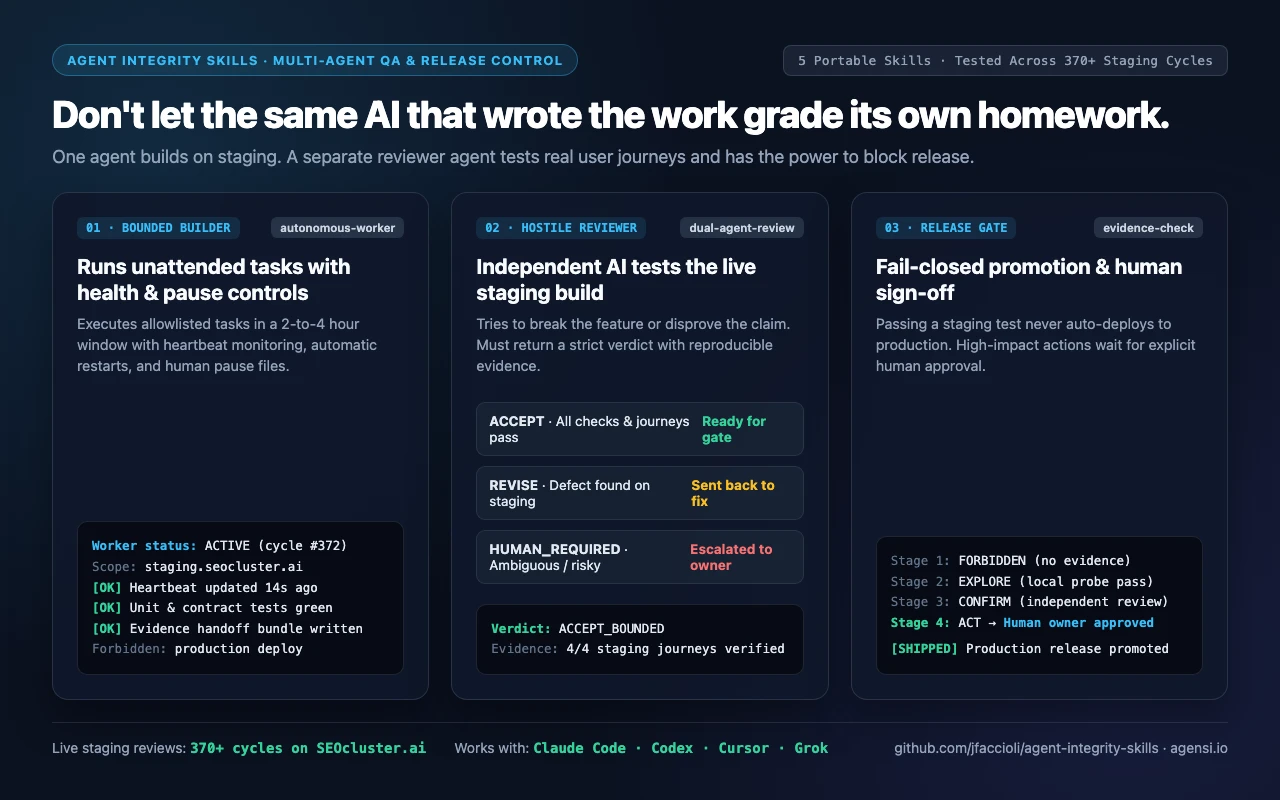 AGENT INTEGRITY SKILLS · MULTI-AGENT QA & RELEASE CONTROL
5 Portable Skills · Tested Across 370+ Staging Cycles
Don't let the same AI that wrote the work grade its own homework.
One agent builds on staging. A separate reviewer agent tests real user journeys and has the power to block release.
01 · BOUNDED BUILDER
autonomous-worker
Runs unattended tasks with
health & pause controls
Executes allowlisted tasks in a 2-to-4 hour
window with heartbeat monitoring, automatic
restarts, and human pause files.
Worker status: ACTIVE (cycle #372)
Scope: staging.seocluster.ai
[OK] Heartbeat updated 14s ago
[OK] Unit & contract tests green
[OK] Evidence handoff bundle written
Forbidden: production deploy
02 · HOSTILE REVIEWER
dual-agent-review
Independent AI tests the live
staging build
Tries to break the feature or disprove the claim.
Must return a strict verdict with reproducible
evidence.
ACCEPT · All checks & journeys
pass
Ready for
gate
REVISE · Defect found on
staging
Sent back to
fix
HUMAN_REQUIRED ·
Ambiguous / risky
Escalated to
owner
Verdict: ACCEPT_BOUNDED
Evidence: 4/4 staging journeys verified
03 · RELEASE GATE
evidence-check
Fail-closed promotion & human
sign-off
Passing a staging test never auto-deploys to
production. High-impact actions wait for explicit
human approval.
Stage 1: FORBIDDEN (no evidence)
Stage 2: EXPLORE (local probe pass)
Stage 3: CONFIRM (independent review)
Stage 4: ACT → Human owner approved
[SHIPPED] Production release promoted
Live staging reviews: 370+ cycles on SEOcluster.ai
Works with: Claude Code · Codex · Cursor · Grok
github.com/jfaccioli/agent-integrity-skills · agensi.io